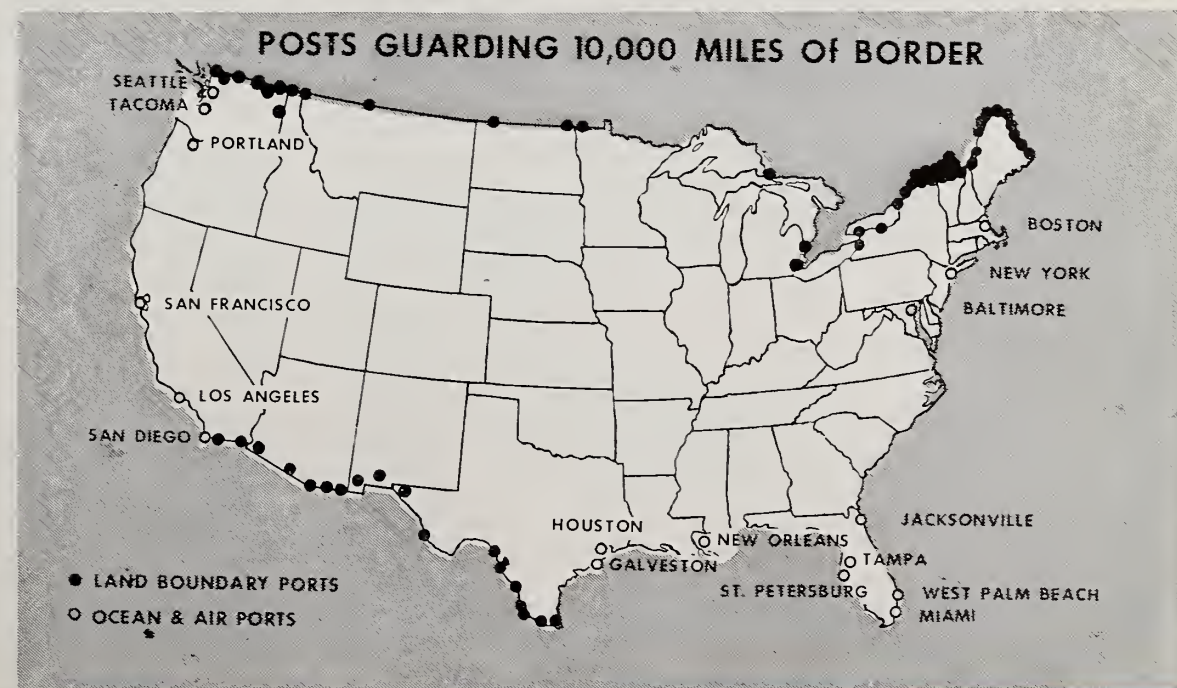 POSTS GUARDING 10,000 MILES Of BORDER
SEATTLE
TACOMA
PORTLAND
BOSTON
NEW YORK
SAN FRANCISCO
BALTIMORE
LOS ANGELES
SAN DIEGO
HOUSTON
JACKSONVILLE
NEW ORLEANS
GALVESTON
TAMPA
ST. PETERSBURG
WEST PALM BEACH
MIAMI
LAND BOUNDARY PORTS
OCEAN & AIR PORTS